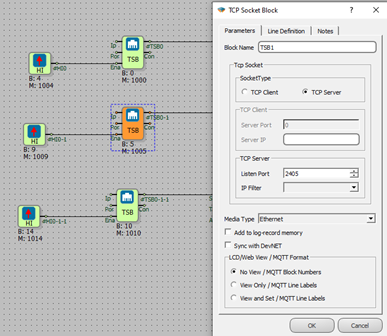 Ip
Por
Ena
TSB
#TSB0
Con
B: 0
M: 1000
HI
#HI0
B: 4
M: 1004
Ip
Por
Ena
TSB
#TSB0-1
Con
B: 5
M: 1005
HI
#HI0-1
B: 9
M: 1009
Ip
Por
Ena
TSB
#TSB0-1-1
Con
B: 10
M: 1010
HI
#HI0-1-1
B: 14
M: 1014
TCP Socket Block
?
Parameters
Line Definition
Notes
Block Name
TSB1
Tcp Socket
SocketType
TCP Client
TCP Server
TCP Client
Server Port
0
Server IP
TCP Server
Listen Port
2405
IP Filter
Media Type
Ethernet
Add to log-record memory
Sync with DevNET
LCD/Web View / MQTT Format
No View / MQTT Block Numbers
View Only / MQTT Line Labels
View and Set / MQTT Line Labels
OK
Cancel